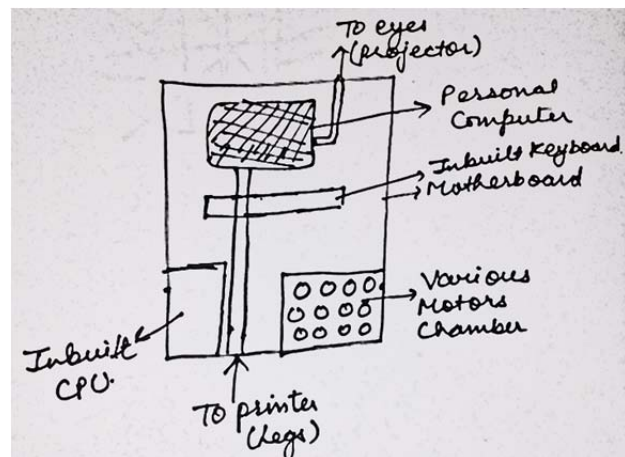 To eyes
(projector)
Personal
Computer
Inbuilt Keyboard.
Motherboard
Various
Motors
Chamber
Inbuilt
CPU.
To printer
(legs)